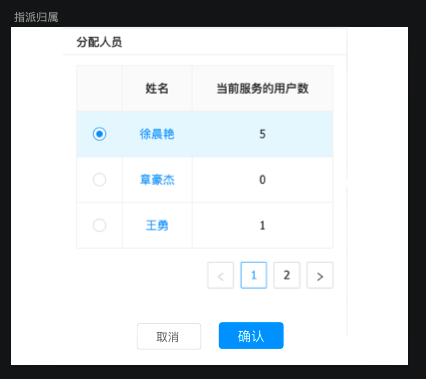 指派归属
分配人员
姓名 当前服务的用户数
徐晨艳 5
章豪杰 0
王勇 1
< 1 2 >
取消 确认